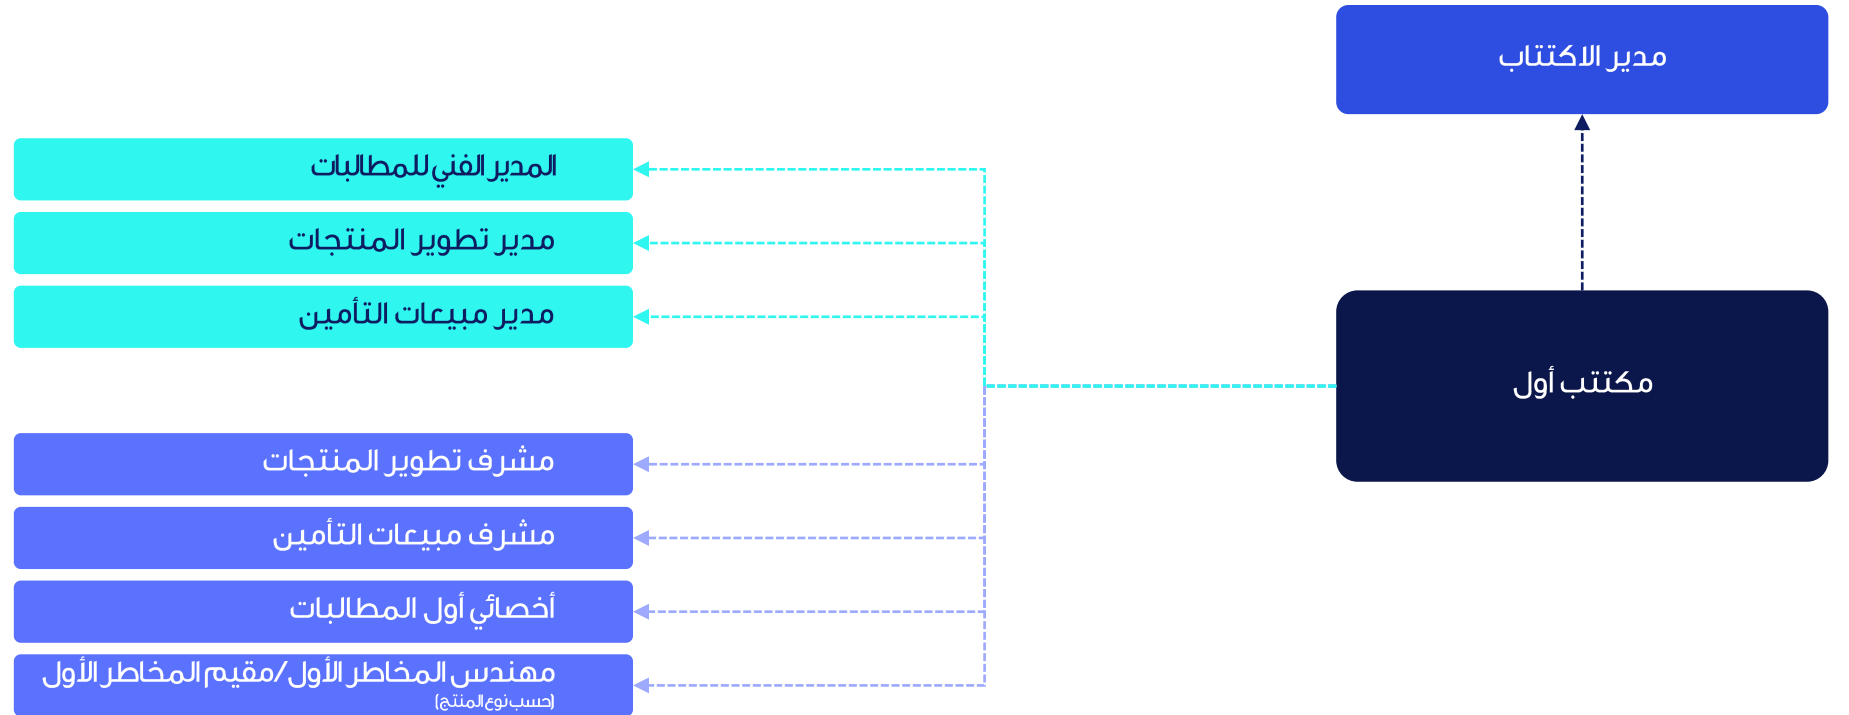 مدير الاكتتاب
مكتتب أول
المدير الفني للمطالبات
مدير تطوير المنتجات
مدير مبيعات التأمين
مشرف تطوير المنتجات
مشرف مبيعات التأمين
أخصائي أول المطالبات
مهندس المخاطر الأول/مقيم المخاطر الأول
(حسب نوع المنتج)